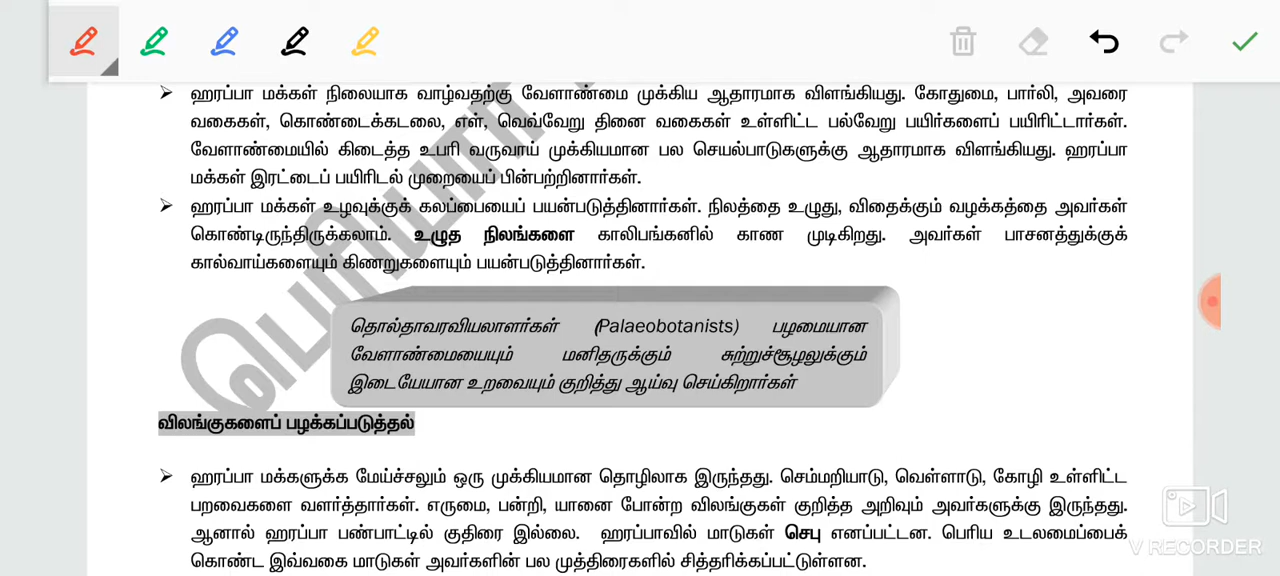 ஹரப்பா மக்கள் நிலையாக வாழ்வதற்கு வேளாண்மை முக்கிய ஆதாரமாக விளங்கியது. கோதுமை, பார்லி, அவரை
வகைகள், கொண்டைக்கடலை, எள், வெவ்வேறு தினை வகைகள் உள்ளிட்ட பல்வேறு பயிர்களைப் பயிரிட்டார்கள்.
வேளாண்மையில் கிடைத்த உபரி வருவாய் முக்கியமான பல செயல்பாடுகளுக்கு ஆதாரமாக விளங்கியது. ஹரப்பா
மக்கள் இரட்டைப் பயிரிடல் முறையைப் பின்பற்றினார்கள்.
ஹரப்பா மக்கள் உழவுக்குக் கலப்பையைப் பயன்படுத்தினார்கள். நிலத்தை உழுது, விதைக்கும் வழக்கத்தை அவர்கள்
கொண்டிருந்திருக்கலாம். உழுத நிலங்களை காலிபங்கனில் காண முடிகிறது. அவர்கள் பாசனத்துக்குக்
கால்வாய்களையும் கிணறுகளையும் பயன்படுத்தினார்கள்.
பெரியா
தொல்தாவரவியலாளர்கள் (Palaeobotanists) பழமையான
வேளாண்மையையும் மனிதருக்கும் சுற்றுச்சூழலுக்கும்
இடையேயான உறவையும் குறித்து ஆய்வு செய்கிறார்கள்
விலங்குகளைப் பழக்கப்படுத்தல்
ஹரப்பா மக்களுக்க மேய்ச்சலும் ஒரு முக்கியமான தொழிலாக இருந்தது. செம்மறியாடு, வெள்ளாடு, கோழி உள்ளிட்ட
பறவைகளை வளர்த்தார்கள். எருமை, பன்றி, யானை போன்ற விலங்குகள் குறித்த அறிவும் அவர்களுக்கு இருந்தது.
ஆனால் ஹரப்பா பண்பாட்டில் குதிரை இல்லை. ஹரப்பாவில் மாடுகள் செபு எனப்பட்டன. பெரிய உடலமைப்பைக்
கொண்ட இவ்வகை மாடுகள் அவர்களின் பல முத்திரைகளில் சித்தரிக்கப்பட்டுள்ளன.
V RECORDER